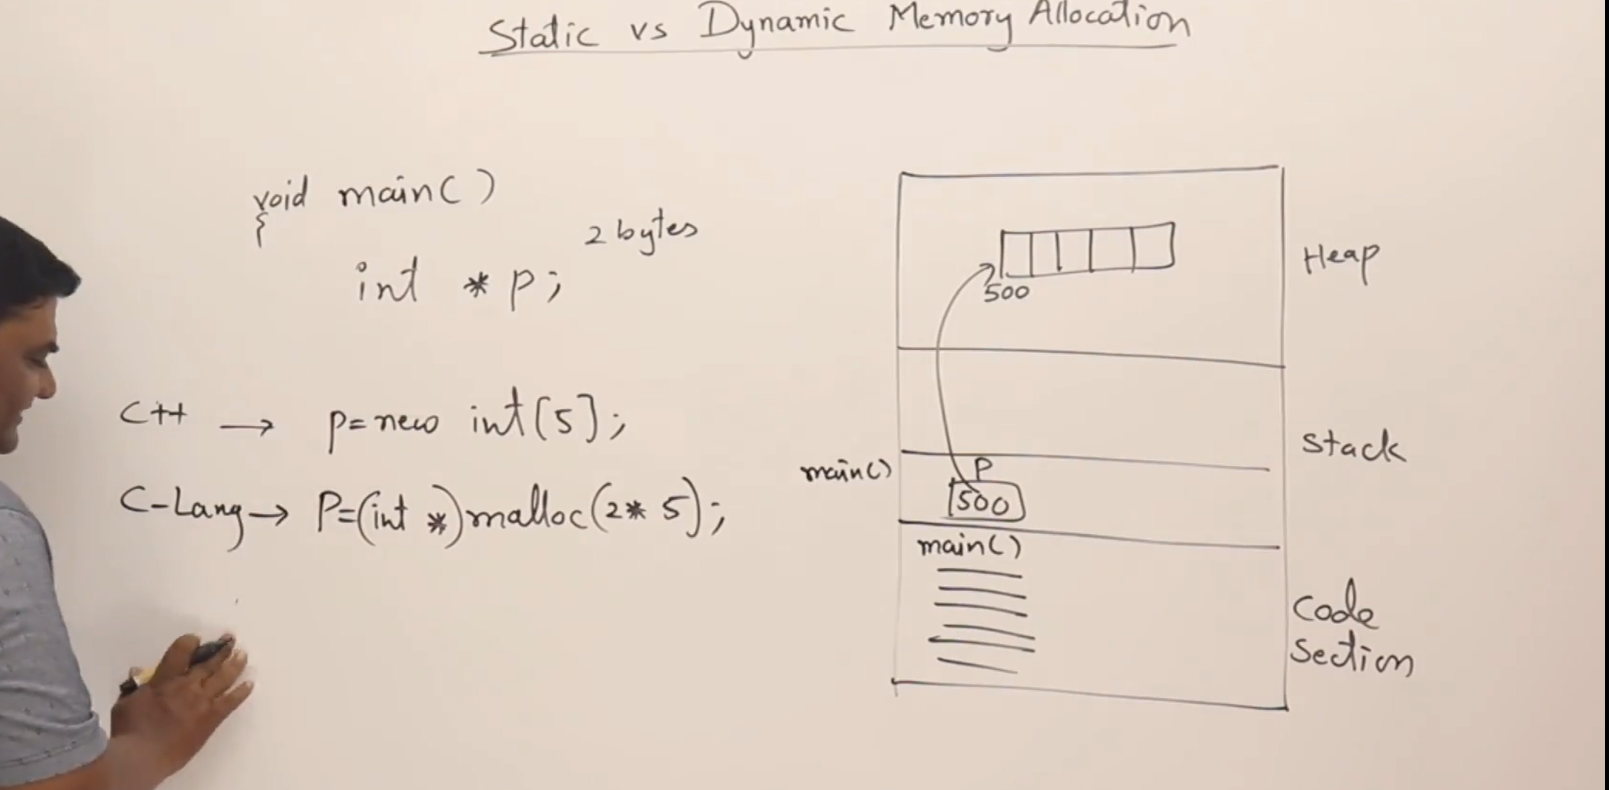 Static vs Dynamic Memory Allocation
void main()
{
2 bytes
int * p;
C++ → p=new int[5];
C-Lang→ P=(int *)malloc(2* 5);
500
Heap
Stack
main()
P
500
main()
Code
Section